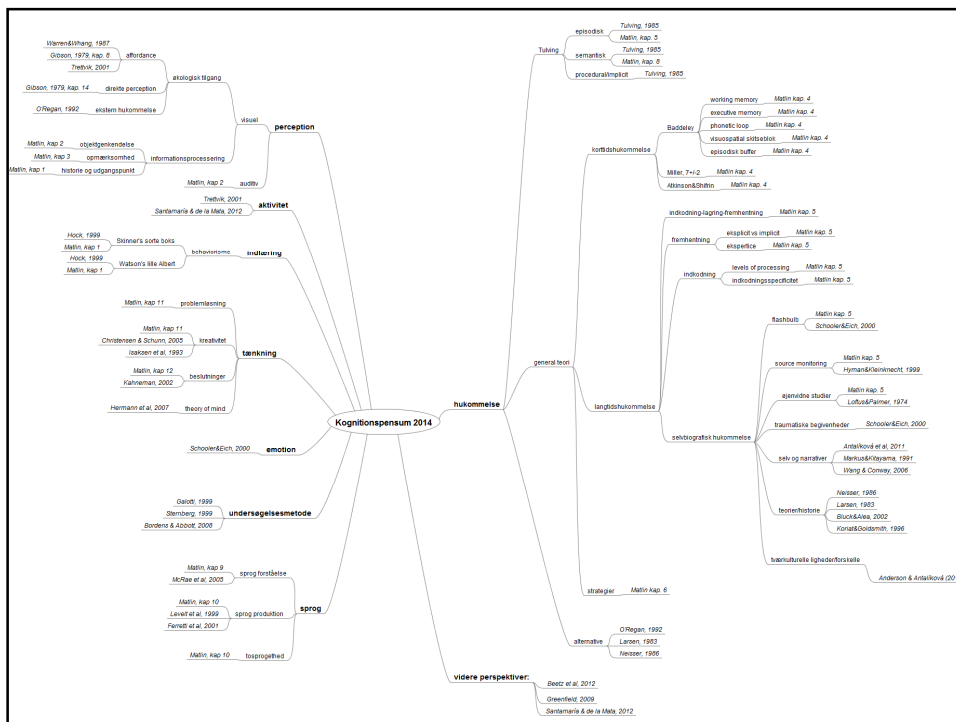 Kognitionspensum 2014
perception
visuel
økologisk tilgang
affordance
Warren&Whang, 1987
Gibson, 1979, kap. 8
Trettvik, 2001
direkte perception
Gibson, 1979, kap. 14
ekstern hukommelse
O'Regan, 1992
informationsprocessering
objektgenkendelse
Matlin, kap 2
opmærksomhed
Matlin, kap 3
historie og udgangspunkt
Matlin, kap 1
auditiv
Matlin, kap 2
aktivitet
Trettvik, 2001
Santamaría & de la Mata, 2012
indlæring
behaviorisme
Skinner's sorte boks
Hock, 1999
Matlin, kap 1
Watson's lille Albert
Hock, 1999
Matlin, kap 1
tænkning
problemløsning
Matlin, kap 11
kreativitet
Matlin, kap 11
Christensen & Schunn, 2005
Isaksen et al, 1993
beslutninger
Matlin, kap 12
Kahneman, 2002
theory of mind
Hermann et al, 2007
emotion
Schooler&Eich, 2000
undersøgelsesmetode
Galotti, 1999
Sternberg, 1999
Bordens & Abbott, 2008
sprog
sprog forståelse
Matlin, kap 9
McRae et al, 2005
sprog produktion
Matlin, kap 10
Levelt et al, 1999
Ferretti et al, 2001
tosprogethed
Matlin, kap 10
hukommelse
Tulving
episodisk
Tulving, 1985
Matlin, kap. 5
semantisk
Tulving, 1985
Matlin, kap. 8
procedural/implicit
Tulving, 1985
general teori
korttidshukommelse
Baddeley
working memory
Matlin kap. 4
executive memory
Matlin kap. 4
phonetic loop
Matlin kap. 4
visuospatial skitseblok
Matlin kap. 4
episodisk buffer
Matlin kap. 4
Miller, 7+/-2
Matlin kap. 4
Atkinson&Shifrin
Matlin kap. 4
langtidshukommelse
indkodning-lagring-fremhentning
Matlin kap. 5
fremhentning
eksplicit vs implicit
Matlin kap. 5
ekspertice
Matlin kap. 5
indkodning
levels of processing
Matlin kap. 5
indkodningsspecificitet
Matlin kap. 5
selvbiografisk hukommelse
flashbulb
Matlin kap. 5
Schooler&Eich, 2000
source monitoring
Matlin kap. 5
Hyman&Kleinknecht, 1999
øjenvidne studier
Matlin kap. 5
Loftus&Palmer, 1974
traumatiske begivenheder
Schooler&Eich, 2000
selv og narrativer
Antalíková et al, 2011
Markus&Kitayama, 1991
Wang & Conway, 2006
teorier/historie
Neisser, 1986
Larsen, 1983
Bluck&Alea, 2002
Koriat&Goldsmith, 1996
tværkulturelle ligheder/forskelle
Anderson & Antalíková (20
strategier
Matlin kap. 6
alternative
O'Regan, 1992
Larsen, 1983
Neisser, 1986
videre perspektiver:
Beetz et al, 2012
Greenfield, 2009
Santamaría & de la Mata, 2012